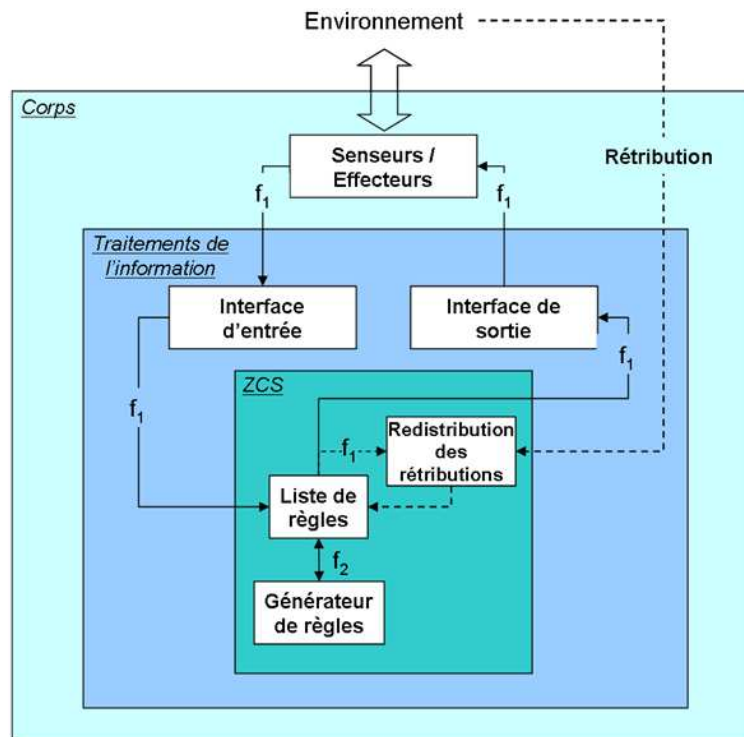 Environnement
Corps
Senseurs /
Effecteurs
Rétribution
f1
f1
Traitements de
l'information
Interface
d'entrée
Interface de
sortie
f1
f1
ZCS
Redistribution
des
rétributions
f1
Liste de
règles
f2
Générateur
de règles